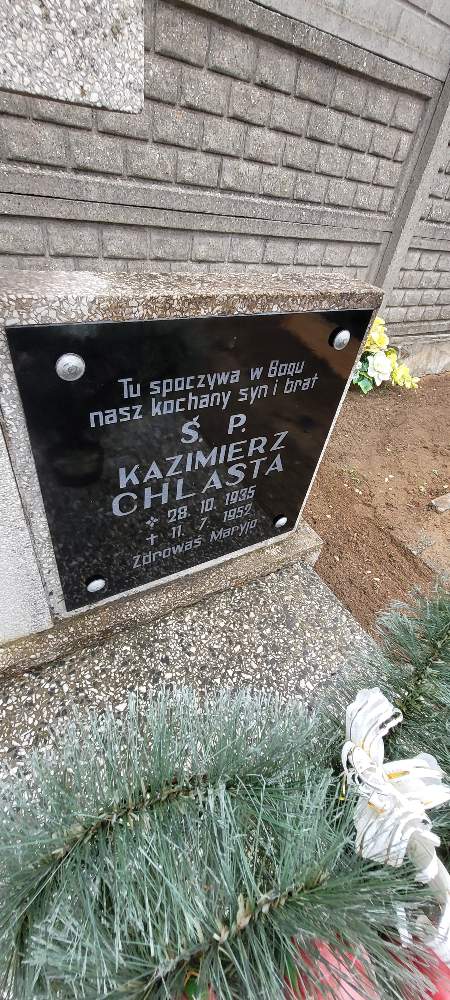 Tu spoczywa w Bogu
nasz kochany syn i brat
Ś. P.
KAZIMIERZ
CHLASTA
28. 10. 1935
11. 7. 1952
Zdrowaś Maryjo